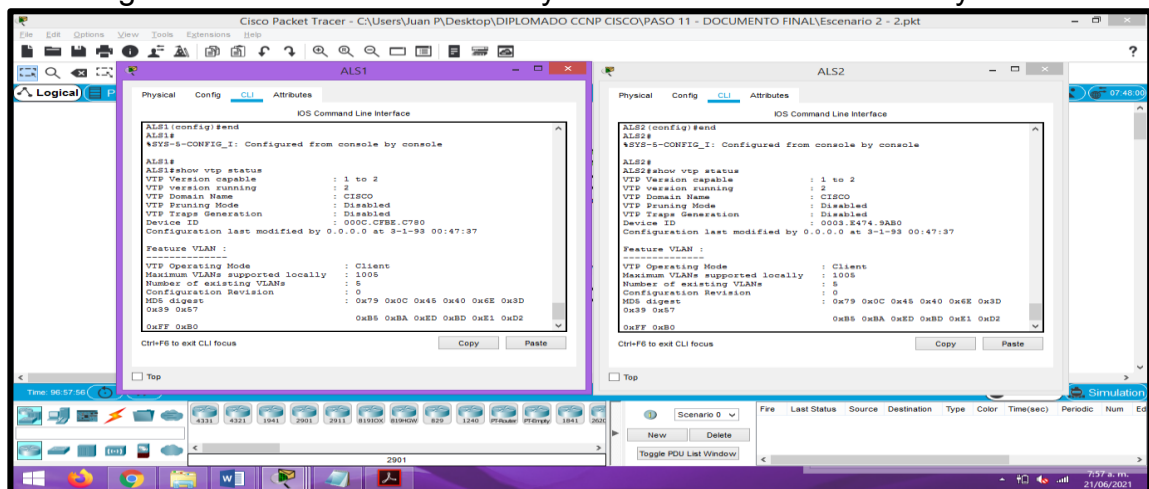 Cisco Packet Tracer - C:\Users\Juan P\Desktop\DIPLOMADO CCNP CISCO\PASO 11 - DOCUMENTO FINAL\Escenario 2 - 2.pkt
File Edit Options View Tools Extensions Help
?
Logical
07:48:00
ALS1
Physical Config CLI Attributes
IOS Command Line Interface
ALS1(config)#end
ALS1#
%SYS-5-CONFIG_I: Configured from console by console
ALS1#
ALS1#show vtp status
VTP Version capable : 1 to 2
VTP version running : 2
VTP Domain Name : CISCO
VTP Pruning Mode : Disabled
VTP Traps Generation : Disabled
Device ID : 000C.CFBE.C780
Configuration last modified by 0.0.0.0 at 3-1-93 00:47:37
Feature VLAN :
--------------
VTP Operating Mode : Client
Maximum VLANs supported locally : 1005
Number of existing VLANs : 5
Configuration Revision : 0
MD5 digest : 0x79 0x0C 0x45 0x40 0x6E 0x3D
0x39 0x57
0xB5 0xBA 0xED 0xBD 0xE1 0xD2
0xFF 0xB0
Ctrl+F6 to exit CLI focus
Copy Paste
Top
ALS2
Physical Config CLI Attributes
IOS Command Line Interface
ALS2(config)#end
ALS2#
%SYS-5-CONFIG_I: Configured from console by console
ALS2#
ALS2#show vtp status
VTP Version capable : 1 to 2
VTP version running : 2
VTP Domain Name : CISCO
VTP Pruning Mode : Disabled
VTP Traps Generation : Disabled
Device ID : 0003.E474.9AB0
Configuration last modified by 0.0.0.0 at 3-1-93 00:47:37
Feature VLAN :
--------------
VTP Operating Mode : Client
Maximum VLANs supported locally : 1005
Number of existing VLANs : 5
Configuration Revision : 0
MD5 digest : 0x79 0x0C 0x45 0x40 0x6E 0x3D
0x39 0x57
0xB5 0xBA 0xED 0xBD 0xE1 0xD2
0xFF 0xB0
Ctrl+F6 to exit CLI focus
Copy Paste
Top
Time: 96:57:56
Simulation
4331 4321 1941 2901 2911 819IOX 819HGW 829 1240 PT-Router PT-Empty 1841 2620
2901
Scenario 0
New Delete
Toggle PDU List Window
Fire Last Status Source Destination Type Color Time(sec) Periodic Num Ed
7:57 a. m.
21/06/2021